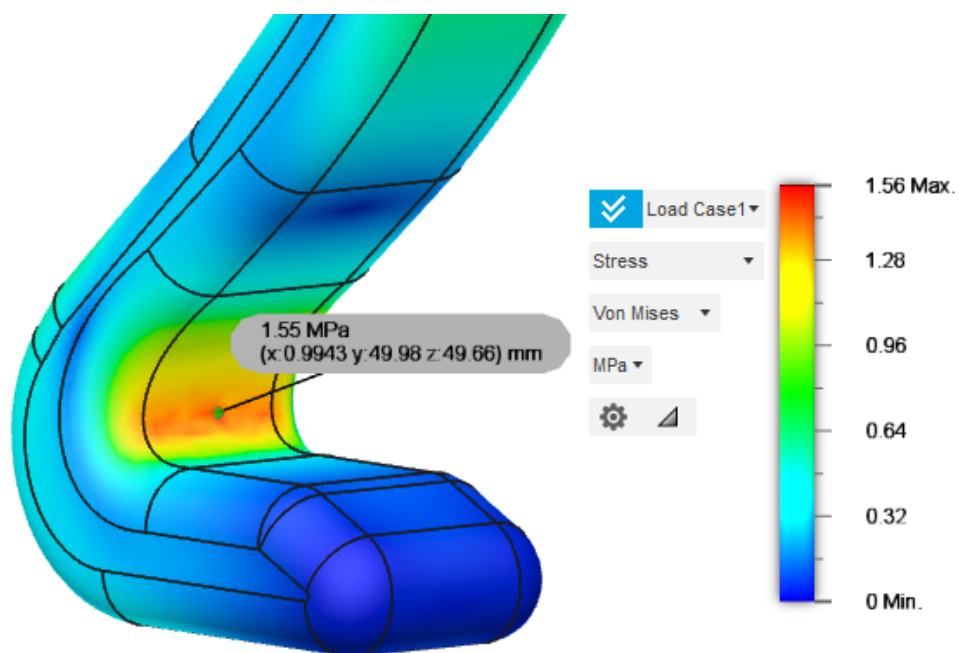 1.55 MPa
(x:0.9943 y:49.98 z:49.66) mm
Load Case1
Stress
Von Mises
MPa
1.56 Max.
1.28
0.96
0.64
0.32
0 Min.